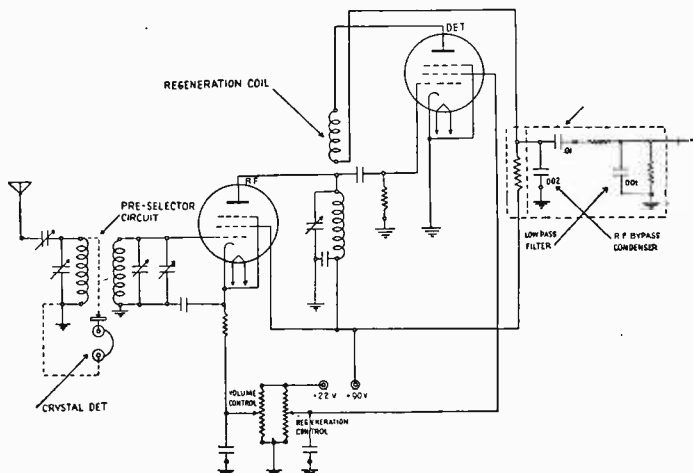 DET
REGENERATION COIL
RF
PRE-SELECTOR
CIRCUIT
.01
.002
.001
LOW PASS
FILTER
R F BYPASS
CONDENSER
CRYSTAL DET
VOLUME
CONTROL
REGENERATION
CONTROL
+22 V
+90V